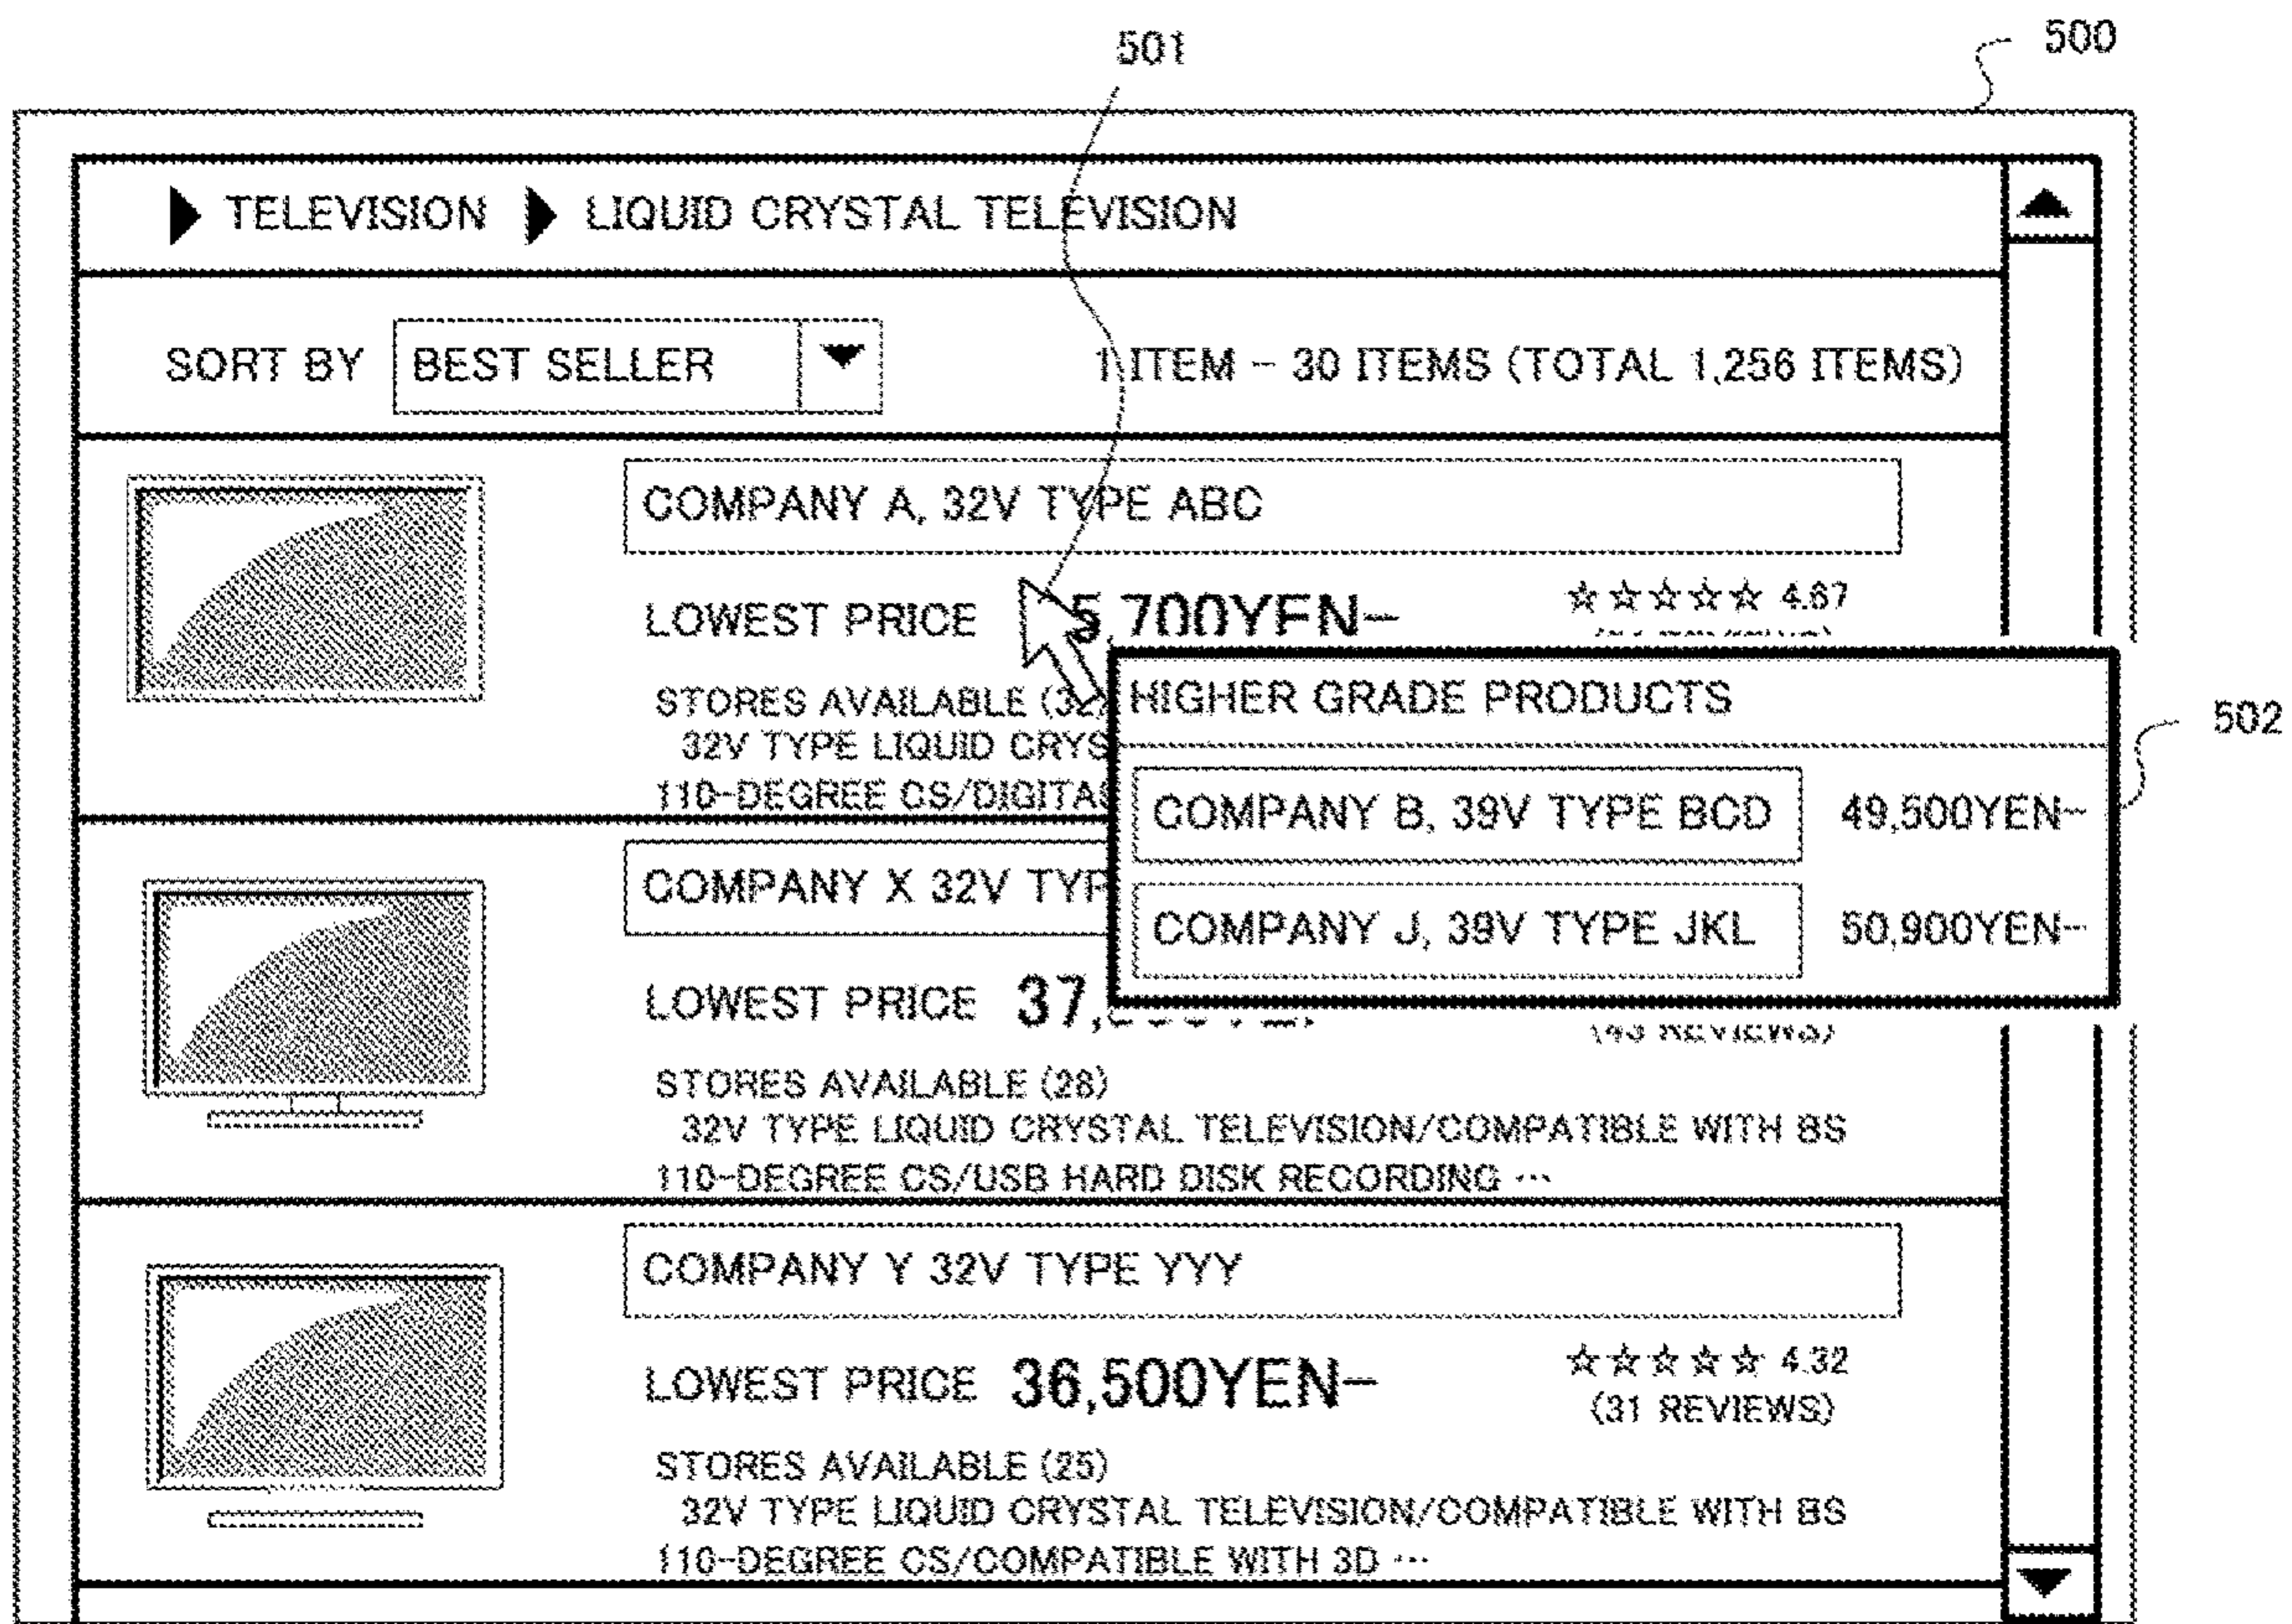 501
500
TELEVISION LIQUID CRYSTAL TELEVISION
SORT BY BEST SELLER 1 ITEM - 30 ITEMS (TOTAL 1,256 ITEMS)
COMPANY A, 32V TYPE ABC
LOWEST PRICE 5,700YEN- ☆☆☆☆☆ 4.67
STORES AVAILABLE
32V TYPE LIQUID
110-DEGREE CS/
HIGHER GRADE PRODUCTS
502
COMPANY B, 39V TYPE BCD 49,500YEN-
COMPANY J, 39V TYPE JKL 50,900YEN-
COMPANY X 32V
LOWEST PRICE 37,
(43 REVIEWS)
STORES AVAILABLE (28)
32V TYPE LIQUID CRYSTAL TELEVISION/COMPATIBLE WITH BS
110-DEGREE CS/USB HARD DISK RECORDING ···
COMPANY Y 32V TYPE YYY
LOWEST PRICE 36,500YEN- ☆☆☆☆☆ 4.32
(31 REVIEWS)
STORES AVAILABLE (25)
32V TYPE LIQUID CRYSTAL TELEVISION/COMPATIBLE WITH BS
110-DEGREE CS/COMPATIBLE WITH 3D ···